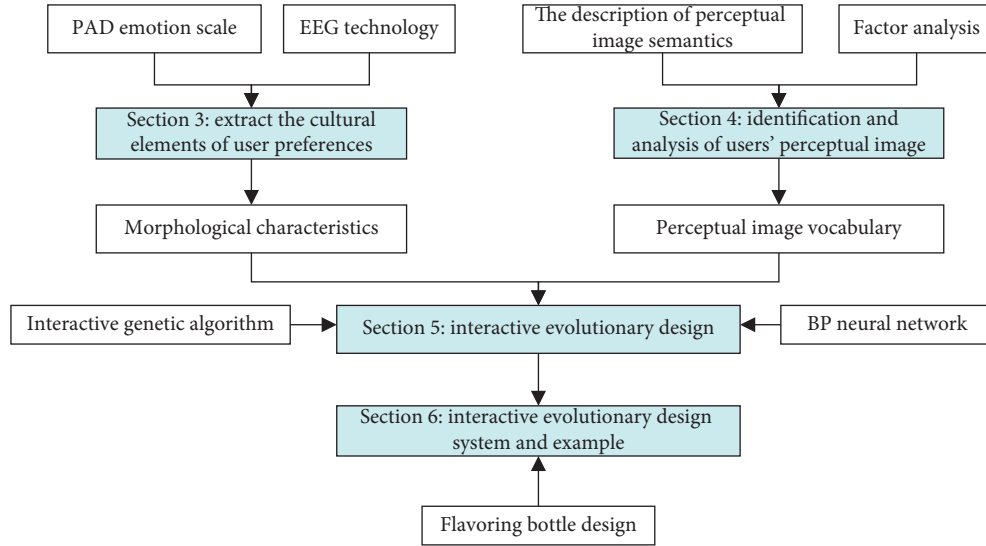 PAD emotion scale
EEG technology
The description of perceptual
image semantics
Factor analysis
Section 3: extract the cultural
elements of user preferences
Section 4: identification and
analysis of users’ perceptual image
Morphological characteristics
Perceptual image vocabulary
Interactive genetic algorithm
Section 5: interactive evolutionary design
BP neural network
Section 6: interactive evolutionary design
system and example
Flavoring bottle design